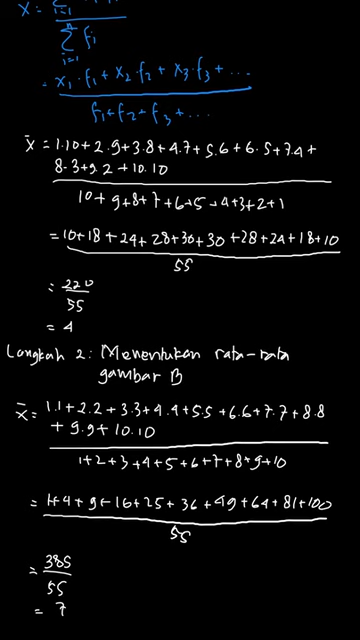 x̄ = Σ i=1
Σ i=1 n fi
= x₁·f₁ + x₂·f₂ + x₃·f₃ + ...
f₁ + f₂ + f₃ + ...
x̄ = 1.10 + 2.9 + 3.8 + 4.7 + 5.6 + 6.5 + 7.4 +
8.3 + 9.2 + 10.10
10 + 9 + 8 + 7 + 6 + 5 + 4 + 3 + 2 + 1
= 10 + 18 + 24 + 28 + 30 + 30 + 28 + 24 + 18 + 10
55
= 220
55
= 4
Langkah 2 : Menentukan rata-rata
gambar B
x̄ = 1.1 + 2.2 + 3.3 + 4.4 + 5.5 + 6.6 + 7.7 + 8.8
+ 9.9 + 10.10
1 + 2 + 3 + 4 + 5 + 6 + 7 + 8 + 9 + 10
= 1 + 4 + 9 + 16 + 25 + 36 + 49 + 64 + 81 + 100
55
= 385
55
= 7